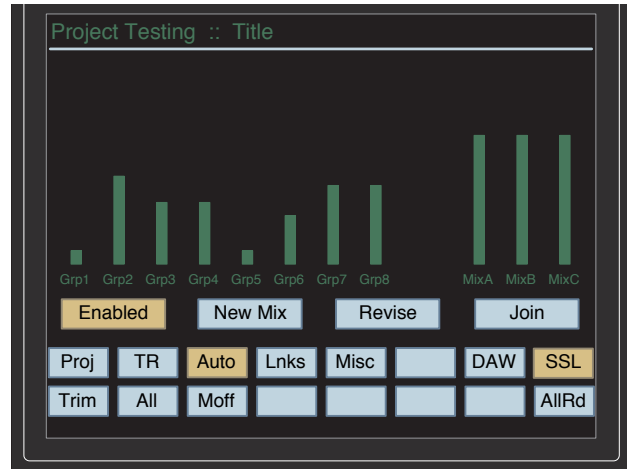 Project Testing :: Title
Grp1 Grp2 Grp3 Grp4 Grp5 Grp6 Grp7 Grp8 MixA MixB MixC
Enabled New Mix Revise Join
Proj TR Auto Lnks Misc DAW SSL
Trim All Moff AllRd